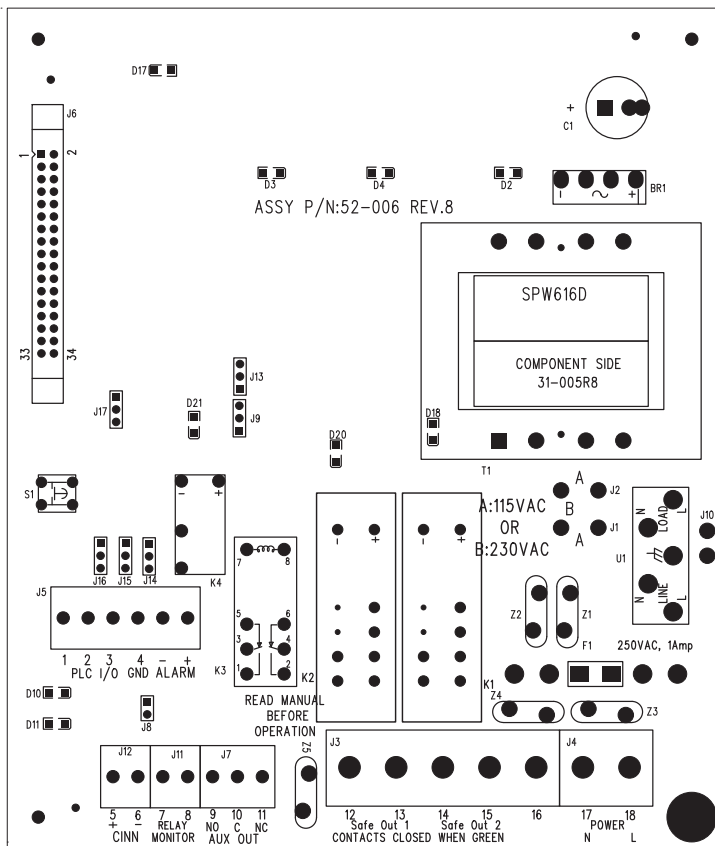 D17
J6
+
C1
1 2
D3 D4 D2
BR1
- +
ASSY P/N:52-006 REV.8
SPW616D
COMPONENT SIDE
31-005R8
33 34
J13
J17
D21
J9
D18
D20
T1
S1
- +
K4
- +
- +
A
A:115VAC J2
B
OR J1
B:230VAC A
N LOAD L
U1
N LINE L
J10
J16 J15 J14
J5
7 8
5 6
3 4
1 2
K3
K2
K1
Z2 Z1
F1
250VAC, 1Amp
1 2 3 4 - +
PLC I/O GND ALARM
D10
D11
J8
READ MANUAL
BEFORE
OPERATION
Z4 Z3
Z5
J12 J11 J7
J3 J4
5 6 7 8 9 10 11
+ - RELAY NO C NC
CINN MONITOR AUX OUT
12 13 14 15 16 17 18
Safe Out 1 Safe Out 2 POWER
CONTACTS CLOSED WHEN GREEN N L